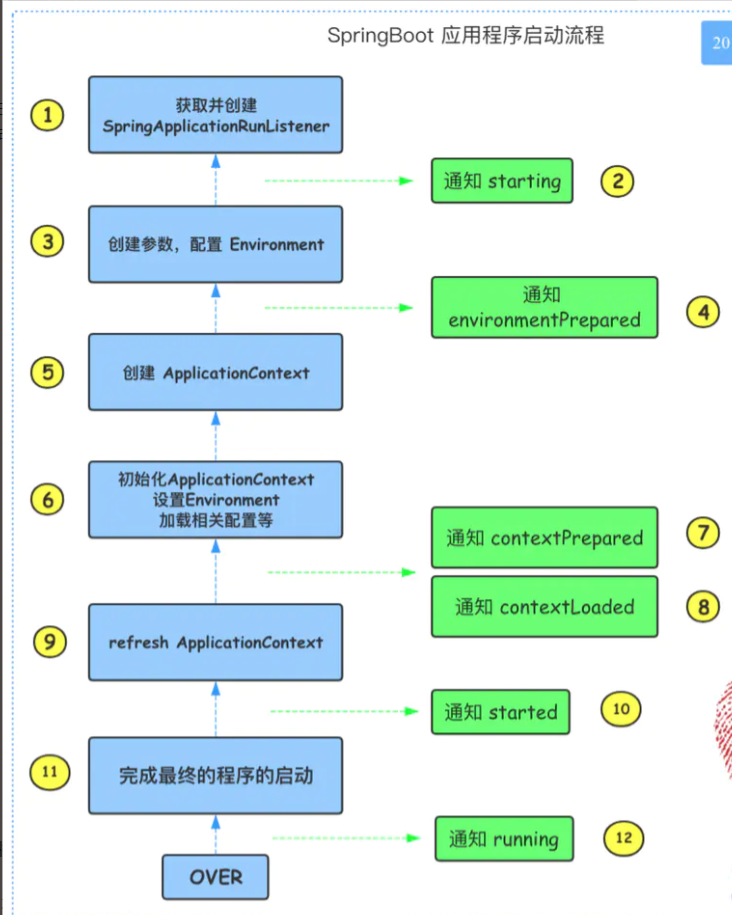 SpringBoot 应用程序启动流程
20
1
获取并创建
SpringApplicationRunListener
通知 starting
2
3
创建参数，配置 Environment
通知
environmentPrepared
4
5
创建 ApplicationContext
6
初始化ApplicationContext
设置Environment
加载相关配置等
通知 contextPrepared
7
通知 contextLoaded
8
9
refresh ApplicationContext
通知 started
10
11
完成最终的程序的启动
通知 running
12
OVER